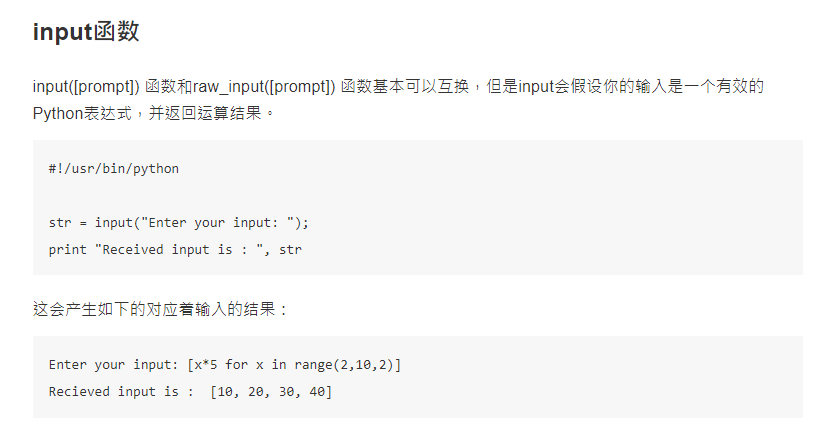 input函数
input([prompt]) 函数和raw_input([prompt]) 函数基本可以互换，但是input会假设你的输入是一个有效的
Python表达式，并返回运算结果。
#!/usr/bin/python
str = input("Enter your input: ");
print "Received input is : ", str
这会产生如下的对应着输入的结果：
Enter your input: [x*5 for x in range(2,10,2)]
Recieved input is :  [10, 20, 30, 40]